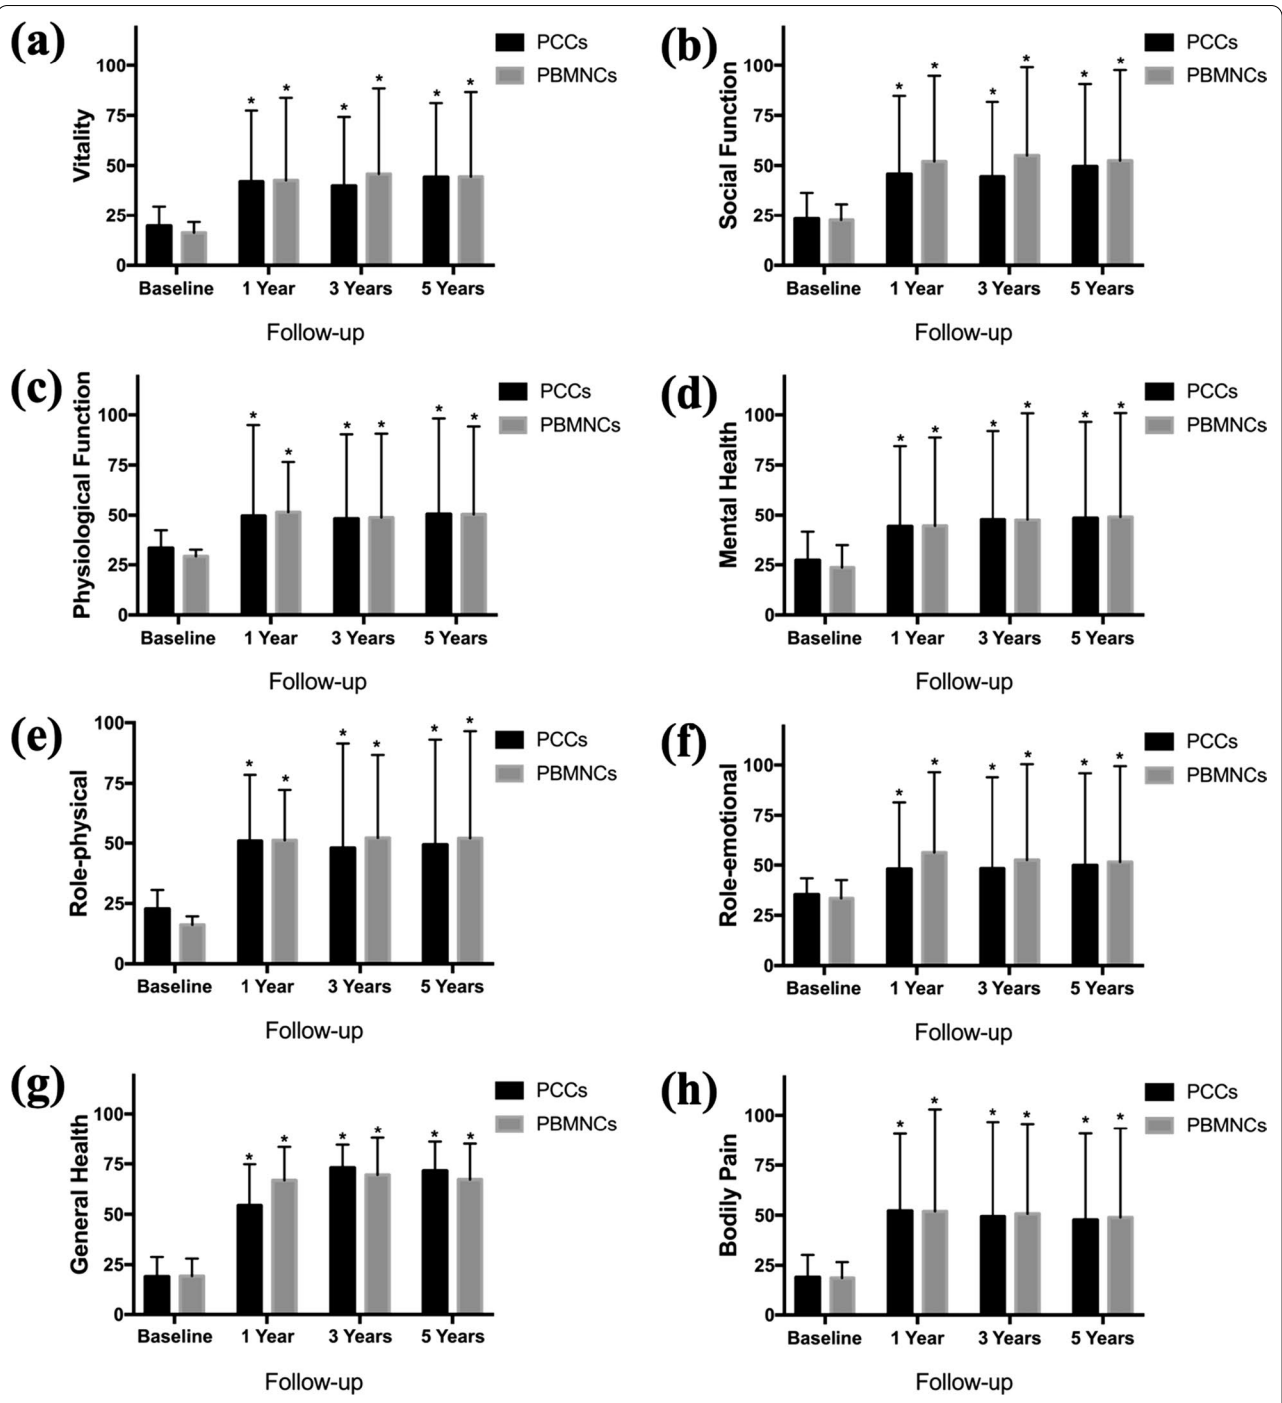 (a)
PCCs
PBMNCs
Vitality
100
75
50
25
0
* * * * * *
Baseline 1 Year 3 Years 5 Years
Follow-up
(b)
PCCs
PBMNCs
Social Function
100
75
50
25
0
* * * * * *
Baseline 1 Year 3 Years 5 Years
Follow-up
(c)
PCCs
PBMNCs
Physiological Function
100
75
50
25
0
* * * * * *
Baseline 1 Year 3 Years 5 Years
Follow-up
(d)
PCCs
PBMNCs
Mental Health
100
75
50
25
0
* * * * * *
Baseline 1 Year 3 Years 5 Years
Follow-up
(e)
PCCs
PBMNCs
Role-physical
100
75
50
25
0
* * * * * *
Baseline 1 Year 3 Years 5 Years
Follow-up
(f)
PCCs
PBMNCs
Role-emotional
100
75
50
25
0
* * * * * *
Baseline 1 Year 3 Years 5 Years
Follow-up
(g)
PCCs
PBMNCs
General Health
100
75
50
25
0
* * * * * *
Baseline 1 Year 3 Years 5 Years
Follow-up
(h)
PCCs
PBMNCs
Bodily Pain
100
75
50
25
0
* * * * * *
Baseline 1 Year 3 Years 5 Years
Follow-up